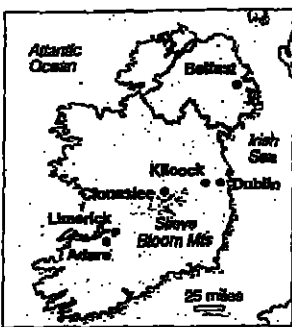 Atlantic
Ocean
Belfast
Irish
Sea
Kilcock
Dublin
Clonaslee
Limerick
Slieve
Bloom Mts
Adare
25 miles